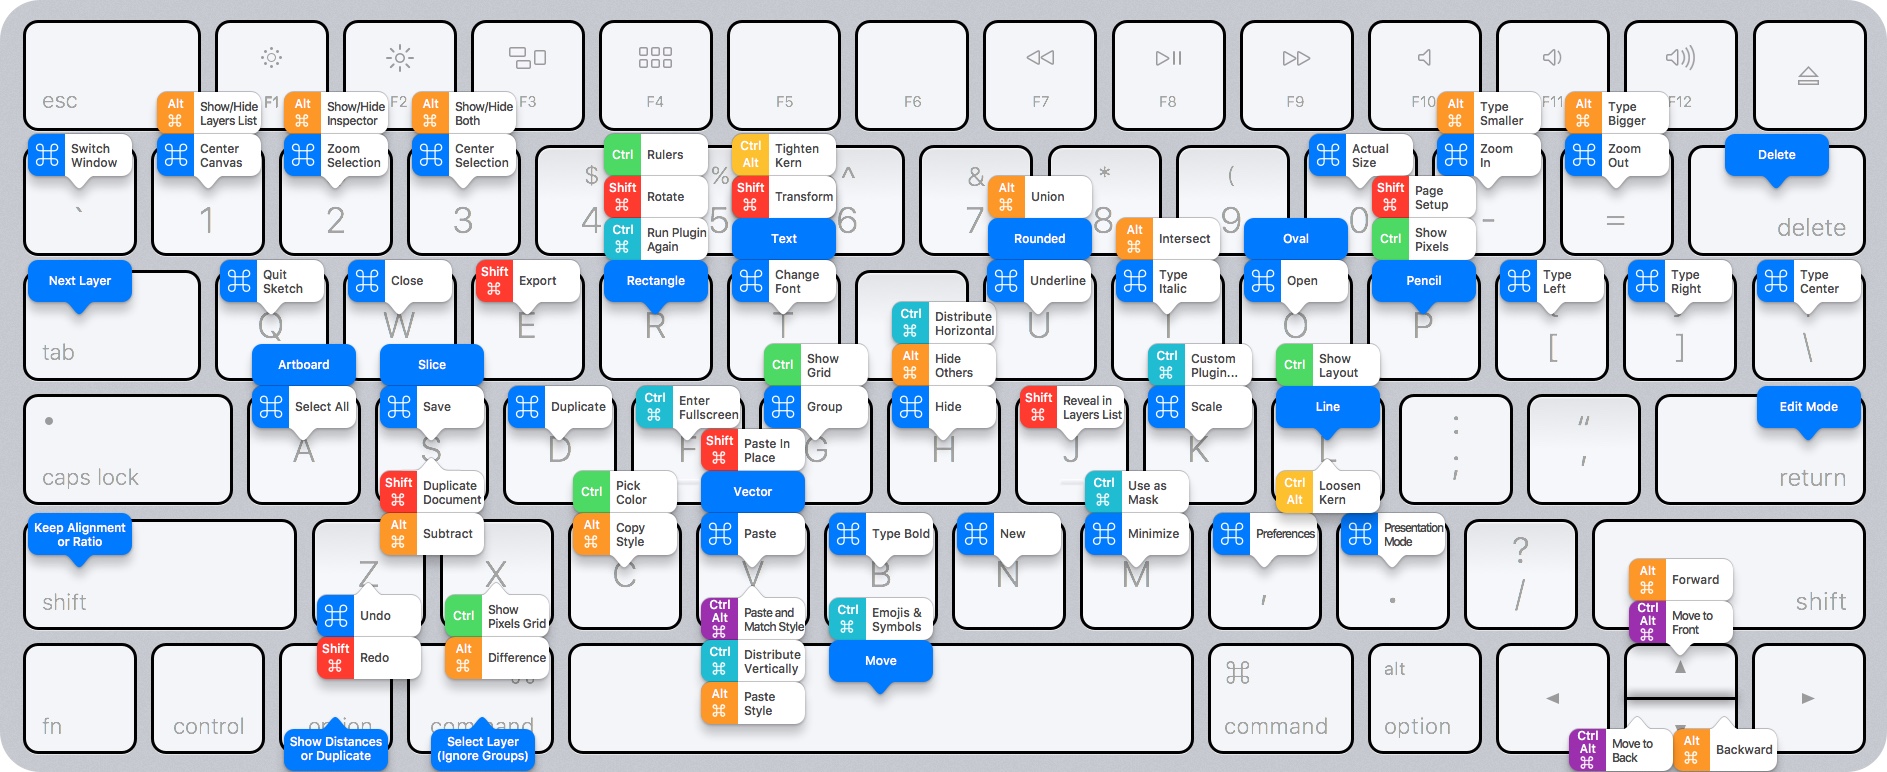 esc
F1
F2
F3
F4
F5
F6
F7
F8
F9
F10
F11
F12
Alt
⌘
Show/Hide
Layers List
Alt
⌘
Show/Hide
Inspector
Alt
⌘
Show/Hide
Both
Alt
⌘
Type
Smaller
Alt
⌘
Type
Bigger
⌘
Switch
Window
⌘
Center
Canvas
⌘
Zoom
Selection
⌘
Center
Selection
Ctrl
Rulers
Ctrl
Alt
Tighten
Kern
⌘
Actual
Size
⌘
Zoom
In
⌘
Zoom
Out
Delete
Shift
⌘
Rotate
Shift
⌘
Transform
Alt
⌘
Union
Shift
⌘
Page
Setup
$
%
^
&
*
(
`
1
2
3
4
5
6
7
8
9
0
-
=
delete
Ctrl
⌘
Run Plugin
Again
Text
Rounded
Alt
⌘
Intersect
Oval
Ctrl
Show
Pixels
Next Layer
⌘
Quit
Sketch
⌘
Close
Shift
⌘
Export
Rectangle
⌘
Change
Font
⌘
Underline
⌘
Type
Italic
⌘
Open
Pencil
⌘
Type
Left
⌘
Type
Right
⌘
Type
Center
tab
Q
W
E
R
T
U
I
O
P
[
]
\
Ctrl
⌘
Distribute
Horizontal
Artboard
Slice
Ctrl
Show
Grid
Alt
⌘
Hide
Others
Ctrl
⌘
Custom
Plugin...
Ctrl
Show
Layout
⌘
Select All
⌘
Save
⌘
Duplicate
Ctrl
⌘
Enter
Fullscreen
⌘
Group
⌘
Hide
Shift
⌘
Reveal in
Layers List
⌘
Scale
Line
Edit Mode
caps lock
A
S
D
F
G
H
J
K
L
:
;
"
'
return
Shift
⌘
Paste In
Place
Shift
⌘
Duplicate
Document
Ctrl
Pick
Color
Vector
Ctrl
⌘
Use as
Mask
Ctrl
Alt
Loosen
Kern
Keep Alignment
or Ratio
Alt
⌘
Subtract
Alt
⌘
Copy
Style
⌘
Paste
⌘
Type Bold
⌘
New
⌘
Minimize
⌘
Preferences
⌘
Presentation
Mode
shift
Z
X
C
V
B
N
M
,
.
?
/
shift
Alt
⌘
Forward
⌘
Undo
Ctrl
Show
Pixels Grid
Ctrl
Alt
⌘
Paste and
Match Style
Ctrl
⌘
Emojis &
Symbols
Ctrl
Alt
⌘
Move to
Front
Shift
⌘
Redo
Alt
⌘
Difference
Ctrl
⌘
Distribute
Vertically
Move
Alt
⌘
Paste
Style
fn
control
option
⌘
command
⌘
command
alt
option
Show Distances
or Duplicate
Select Layer
(Ignore Groups)
Ctrl
Alt
⌘
Move to
Back
Alt
⌘
Backward